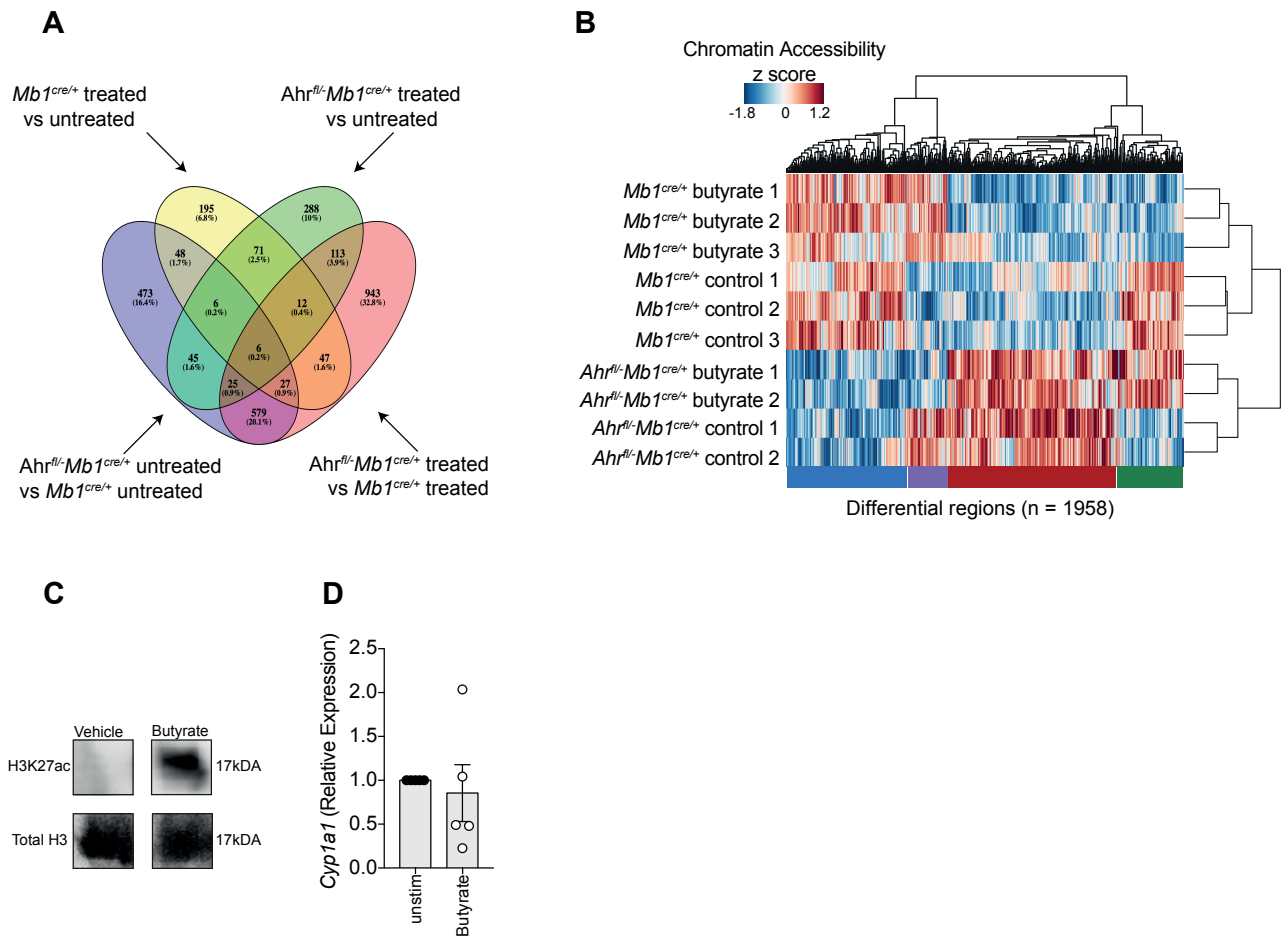 A
Mb1cre/+ treated
vs untreated
Ahrfl/-Mb1cre/+ treated
vs untreated
195
(6.8%)
288
(10%)
48
(1.7%)
71
(2.5%)
113
(3.9%)
473
(16.4%)
6
(0.2%)
12
(0.4%)
943
(32.8%)
45
(1.6%)
6
(0.2%)
47
(1.6%)
25
(0.9%)
27
(0.9%)
579
(20.1%)
Ahrfl/-Mb1cre/+ untreated
vs Mb1cre/+ untreated
Ahrfl/-Mb1cre/+ treated
vs Mb1cre/+ treated
B
Chromatin Accessibility
z score
-1.8 0 1.2
Mb1cre/+ butyrate 1
Mb1cre/+ butyrate 2
Mb1cre/+ butyrate 3
Mb1cre/+ control 1
Mb1cre/+ control 2
Mb1cre/+ control 3
Ahrfl/-Mb1cre/+ butyrate 1
Ahrfl/-Mb1cre/+ butyrate 2
Ahrfl/-Mb1cre/+ control 1
Ahrfl/-Mb1cre/+ control 2
Differential regions (n = 1958)
C
Vehicle Butyrate
H3K27ac 17kDA
Total H3 17kDA
D
Cyp1a1 (Relative Expression)
2.5
2.0
1.5
1.0
0.5
0.0
unstim
Butyrate